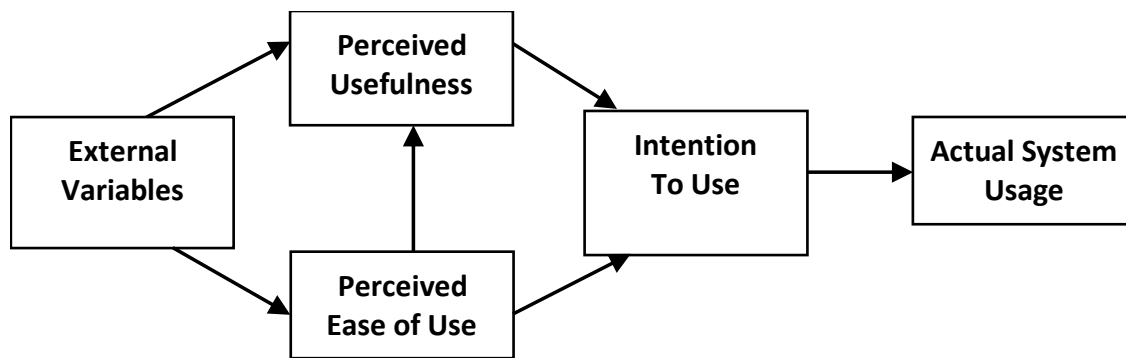 Perceived
Usefulness
External
Variables
Intention
To Use
Actual System
Usage
Perceived
Ease of Use